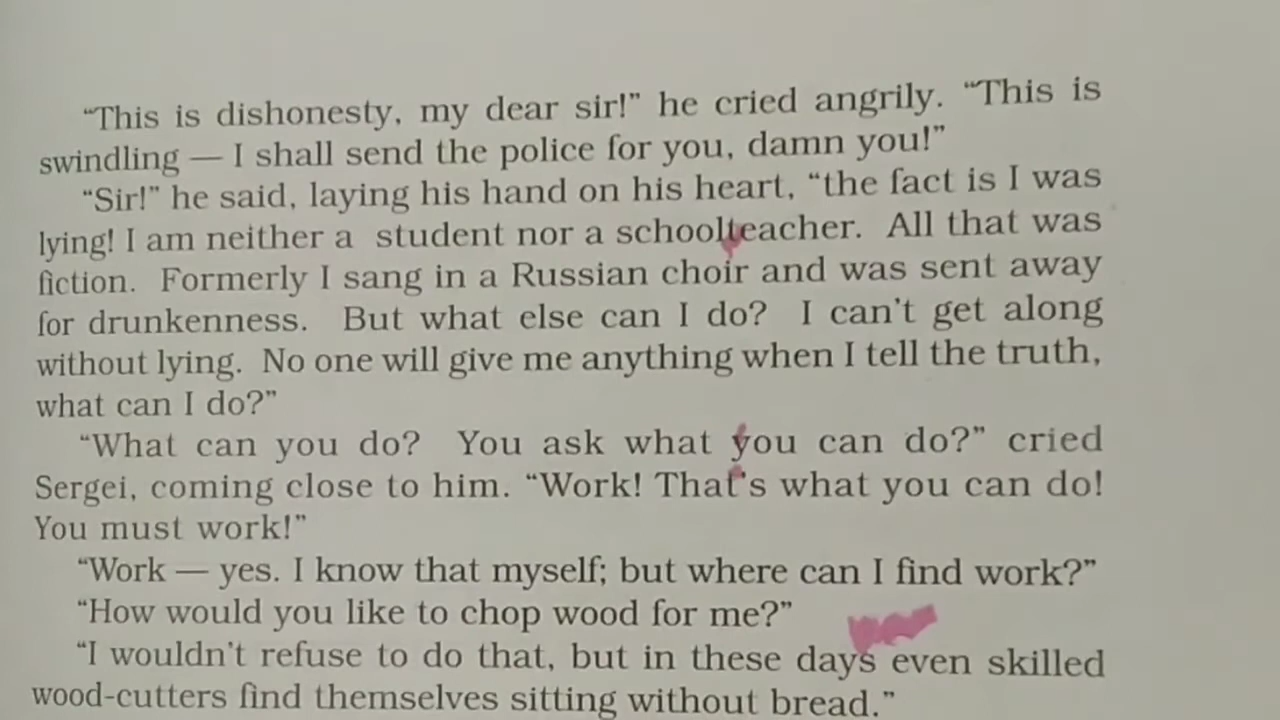 “This is dishonesty, my dear sir!” he cried angrily. “This is
swindling — I shall send the police for you, damn you!”
“Sir!” he said, laying his hand on his heart, “the fact is I was
lying! I am neither a student nor a schoolteacher. All that was
fiction. Formerly I sang in a Russian choir and was sent away
for drunkenness. But what else can I do? I can’t get along
without lying. No one will give me anything when I tell the truth,
what can I do?”
“What can you do? You ask what you can do?” cried
Sergei, coming close to him. “Work! That’s what you can do!
You must work!”
“Work — yes. I know that myself; but where can I find work?”
“How would you like to chop wood for me?”
“I wouldn’t refuse to do that, but in these days even skilled
wood-cutters find themselves sitting without bread.”